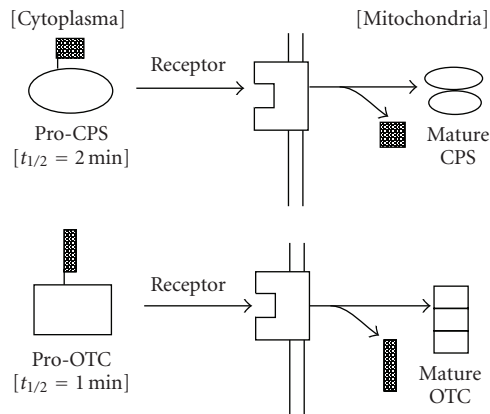 [Cytoplasma]
[Mitochondria]
Receptor
Pro-CPS
[t1/2 = 2 min]
Mature
CPS
Receptor
Pro-OTC
[t1/2 = 1 min]
Mature
OTC